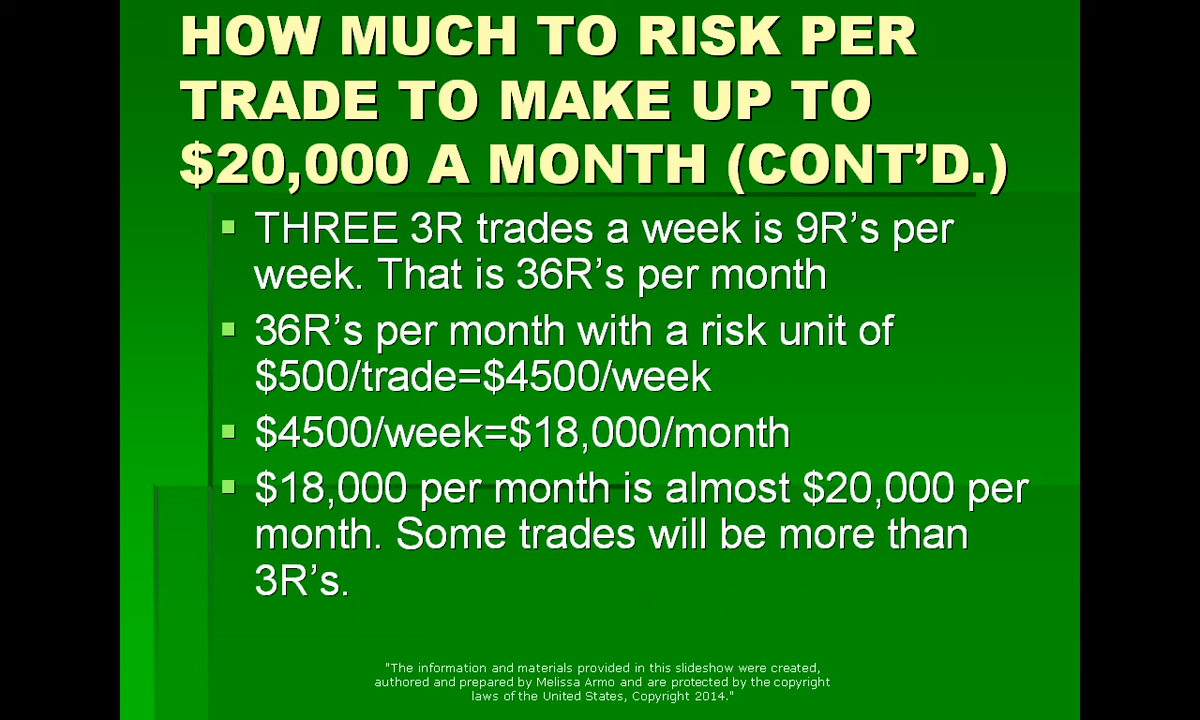 HOW MUCH TO RISK PER
TRADE TO MAKE UP TO
$20,000 A MONTH (CONT’D.)
▪ THREE 3R trades a week is 9R’s per
week. That is 36R’s per month
▪ 36R’s per month with a risk unit of
$500/trade=$4500/week
▪ $4500/week=$18,000/month
▪ $18,000 per month is almost $20,000 per
month. Some trades will be more than
3R’s.
"The information and materials provided in this slideshow were created,
authored and prepared by Melissa Armo and are protected by the copyright
laws of the United States, Copyright 2014."